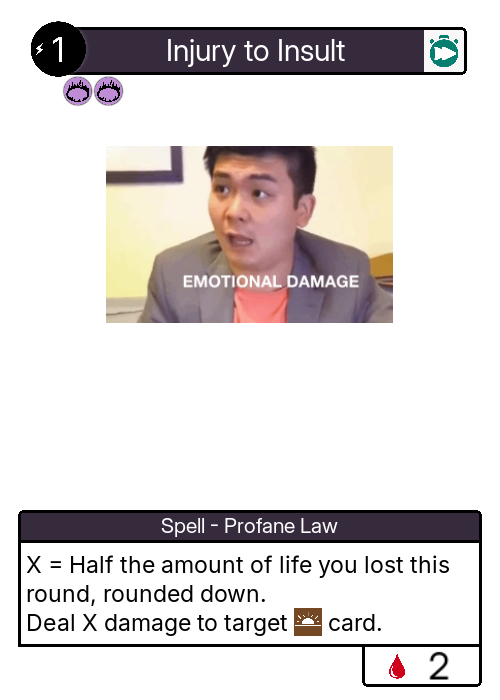 1
Injury to Insult
EMOTIONAL DAMAGE
Spell - Profane Law
X = Half the amount of life you lost this
round, rounded down.
Deal X damage to target card.
2